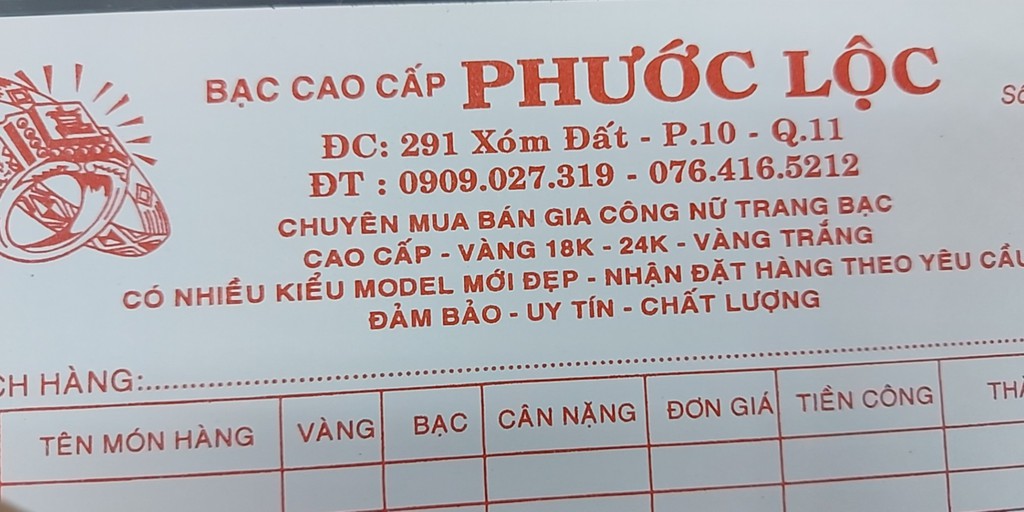 BẠC CAO CẤP PHƯỚC LỘC
ĐC: 291 Xóm Đất - P.10 - Q.11
ĐT : 0909.027.319 - 076.416.5212
CHUYÊN MUA BÁN GIA CÔNG NỮ TRANG BẠC
CAO CẤP - VÀNG 18K - 24K - VÀNG TRẮNG
CÓ NHIỀU KIỂU MODEL MỚI ĐẸP - NHẬN ĐẶT HÀNG THEO YÊU CẦU
ĐẢM BẢO - UY TÍN - CHẤT LƯỢNG
HÀNG:
TÊN MÓN HÀNG VÀNG BẠC CÂN NẶNG ĐƠN GIÁ TIỀN CÔNG